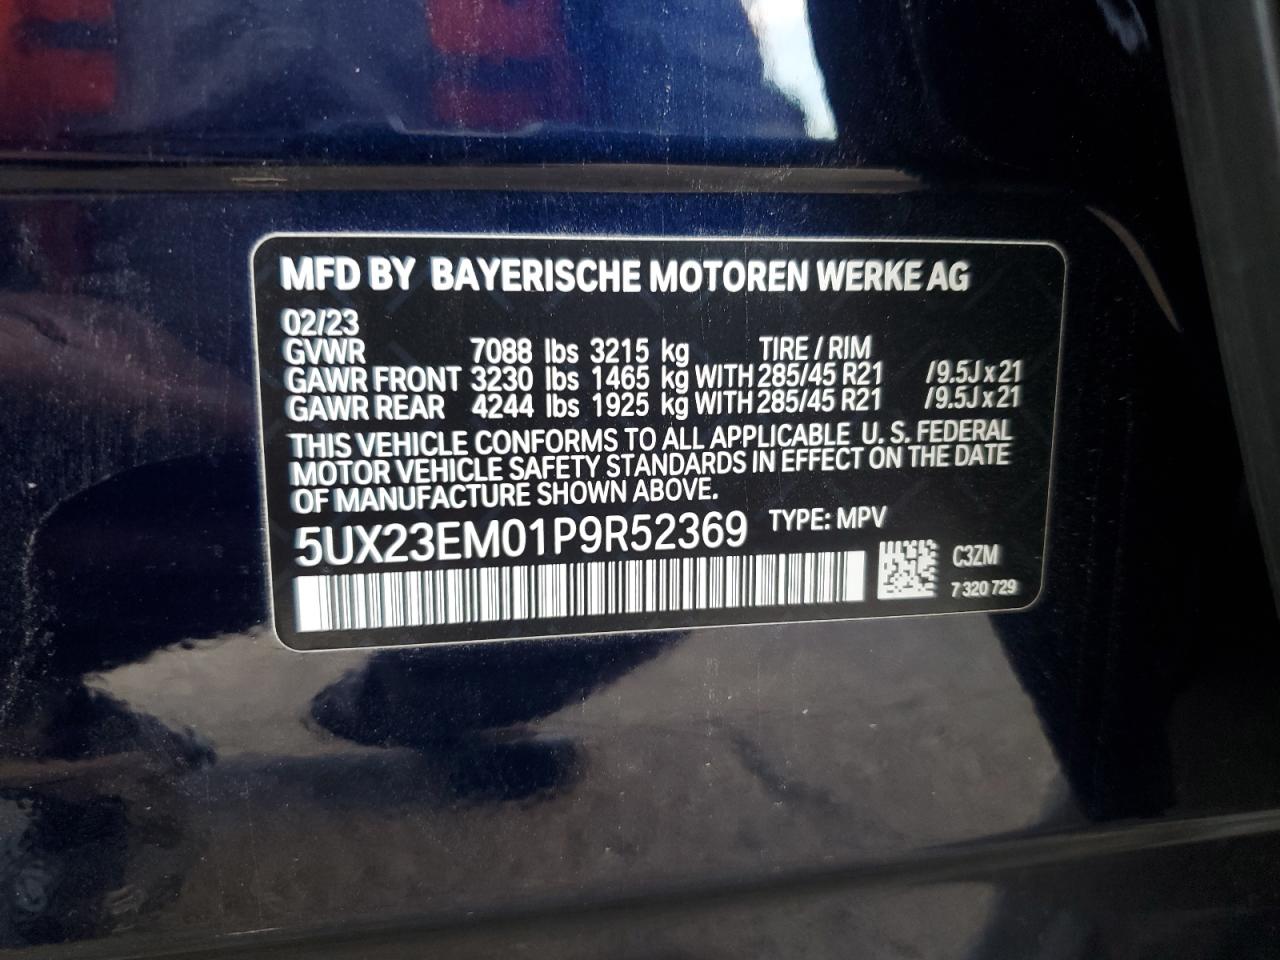 MFD BY BAYERISCHE MOTOREN WERKE AG
02/23
GVWR 7088 lbs 3215 kg TIRE / RIM
GAWR FRONT 3230 lbs 1465 kg WITH 285/45 R21 /9.5J x 21
GAWR REAR 4244 lbs 1925 kg WITH 285/45 R21 /9.5J x 21
THIS VEHICLE CONFORMS TO ALL APPLICABLE U. S. FEDERAL
MOTOR VEHICLE SAFETY STANDARDS IN EFFECT ON THE DATE
OF MANUFACTURE SHOWN ABOVE.
5UX23EM01P9R52369 TYPE: MPV
C3ZM
7 320 729